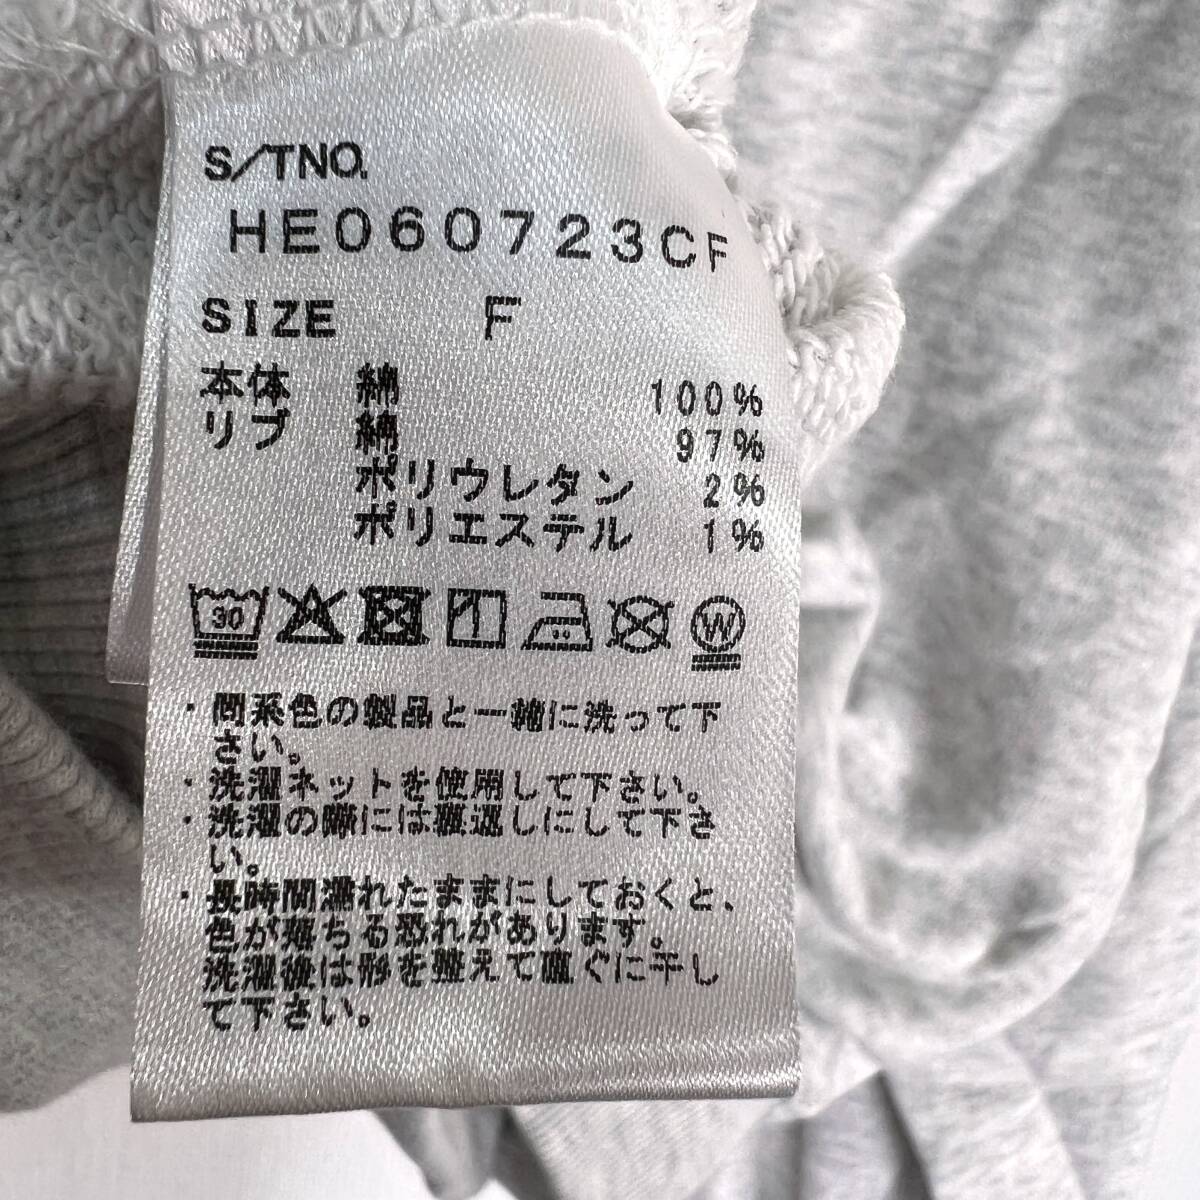 S/TNO.
HE060723CF
SIZE F
本体 綿 100%
リブ 綿 97%
ポリウレタン 2%
ポリエステル 1%
30 W
・同系色の製品と一緒に洗って下
さい。
・洗濯ネットを使用して下さい。
・洗濯の際には裏返しにして下さ
い。
・長時間濡れたままにしておくと、
色が落ちる恐れがあります。
洗濯後は形を整えて直ぐに干し
て下さい。